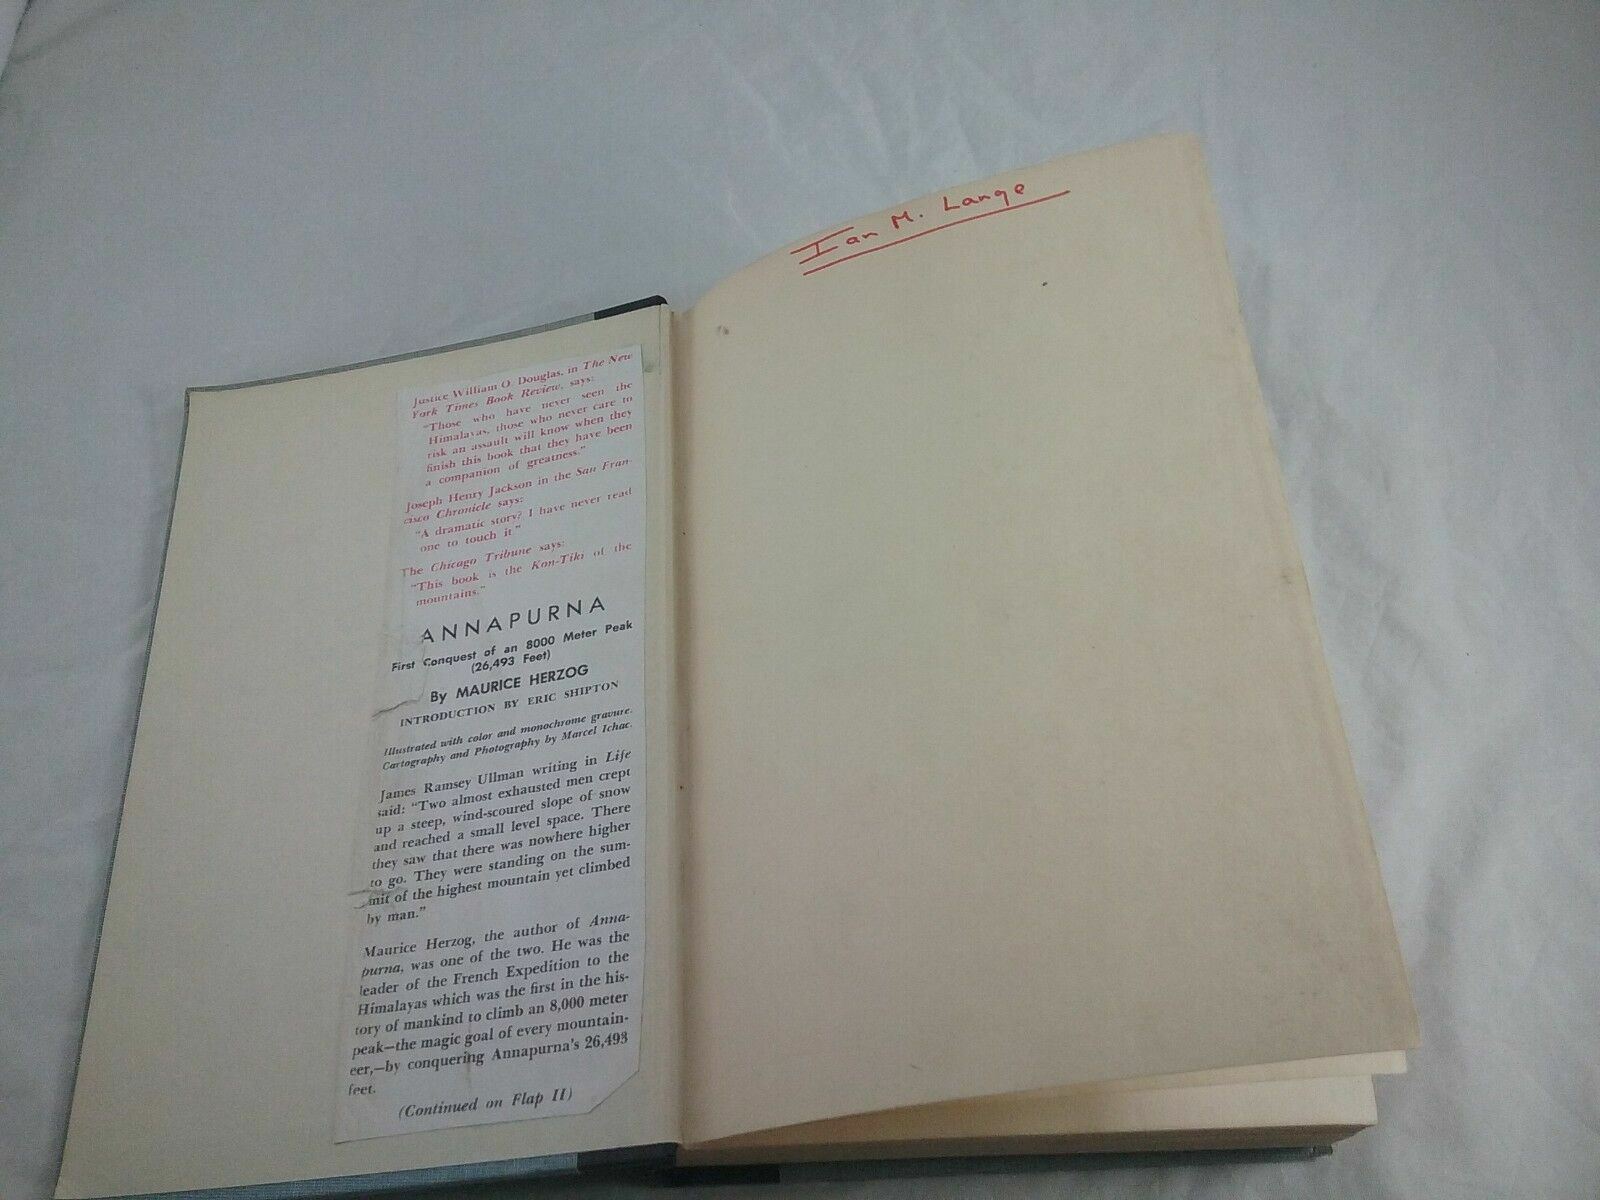 Justice William O. Douglas, in The New
York Times Book Review, says:
"Those who have never seen the
Himalayas, those who never care to
risk an assault will know when they
finish this book that they have been
a companion of greatness."
Joseph Henry Jackson in the San Fran-
cisco Chronicle says:
"A dramatic story? I have never read
one to touch it"
The Chicago Tribune says:
"This book is the Kon-Tiki of the
mountains."
ANNAPURNA
First Conquest of an 8000 Meter Peak
(26,493 Feet)
By MAURICE HERZOG
INTRODUCTION BY ERIC SHIPTON
Illustrated with color and monochrome gravure.
Cartography and Photography by Marcel Ichac.
James Ramsey Ullman writing in Life
said: "Two almost exhausted men crept
up a steep, wind-scoured slope of snow
and reached a small level space. There
they saw that there was nowhere higher
to go. They were standing on the sum-
mit of the highest mountain yet climbed
by man."
Maurice Herzog, the author of Anna-
purna, was one of the two. He was the
leader of the French Expedition to the
Himalayas which was the first in the his-
tory of mankind to climb an 8,000 meter
peak—the magic goal of every mountain-
eer,—by conquering Annapurna's 26,493
feet.
(Continued on Flap II)
Ian M. Lange